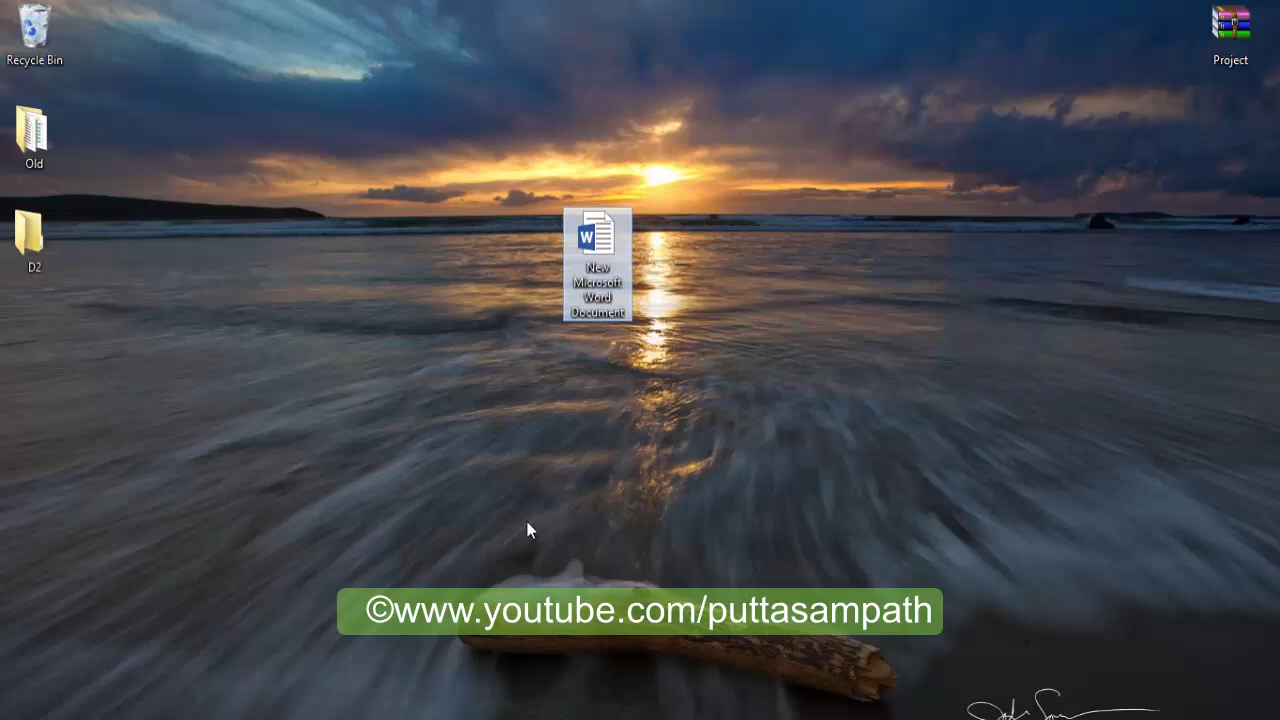 Recycle Bin
Project
Old
D2
New
Microsoft
Word
Document
©www.youtube.com/puttasampath